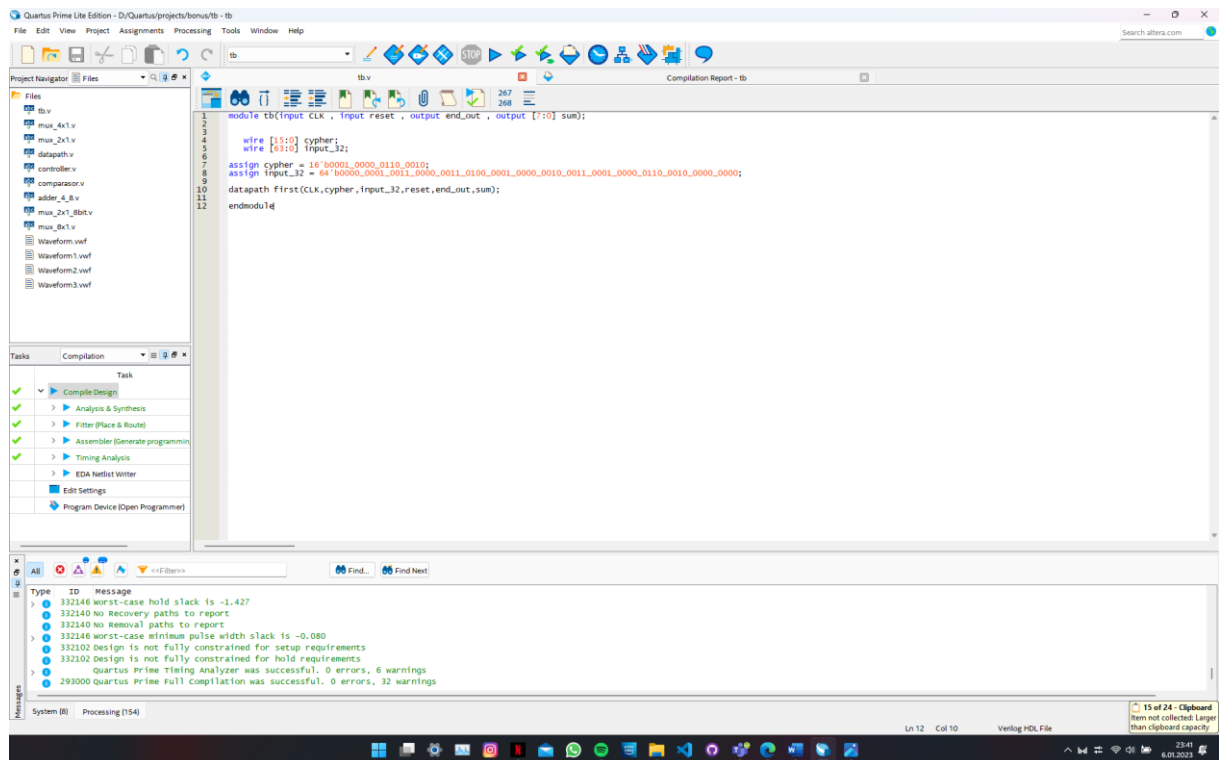 Quartus Prime Lite Edition - D:/Quartus/projects/bonus/tb - tb
File Edit View Project Assignments Processing Tools Window Help
Search altera.com
tb
Project Navigator Files
tb.v
Compilation Report - tb
267
268
Files
tb.v
mux_4x1.v
mux_2x1.v
datapath.v
controller.v
comparasor.v
adder_4_8.v
mux_2x1_8bit.v
mux_8x1.v
Waveform.vwf
Waveform1.vwf
Waveform2.vwf
Waveform3.vwf
1 module tb(input CLK , input reset , output end_out , output [7:0] sum);
2
3
4 wire [15:0] cypher;
5 wire [63:0] input_32;
6
7 assign cypher = 16'b0001_0000_0110_0010;
8 assign input_32 = 64'b0000_0001_0011_0000_0011_0100_0001_0000_0010_0011_0001_0000_0110_0010_0000_0000;
9
10 datapath first(CLK,cypher,input_32,reset,end_out,sum);
11
12 endmodule
Tasks Compilation
Task
Compile Design
Analysis & Synthesis
Fitter (Place & Route)
Assembler (Generate programmin
Timing Analysis
EDA Netlist Writer
Edit Settings
Program Device (Open Programmer)
All <<Filter>> Find... Find Next
Type ID Message
332146 Worst-case hold slack is -1.427
332140 No Recovery paths to report
332140 No Removal paths to report
332146 Worst-case minimum pulse width slack is -0.080
332102 Design is not fully constrained for setup requirements
332102 Design is not fully constrained for hold requirements
Quartus Prime Timing Analyzer was successful. 0 errors, 6 warnings
293000 Quartus Prime Full Compilation was successful. 0 errors, 32 warnings
Messages
System (8) Processing (154)
15 of 24 - Clipboard
Item not collected: Larger
than clipboard capacity
Ln 12 Col 10 Verilog HDL File
23:41
6.01.2023